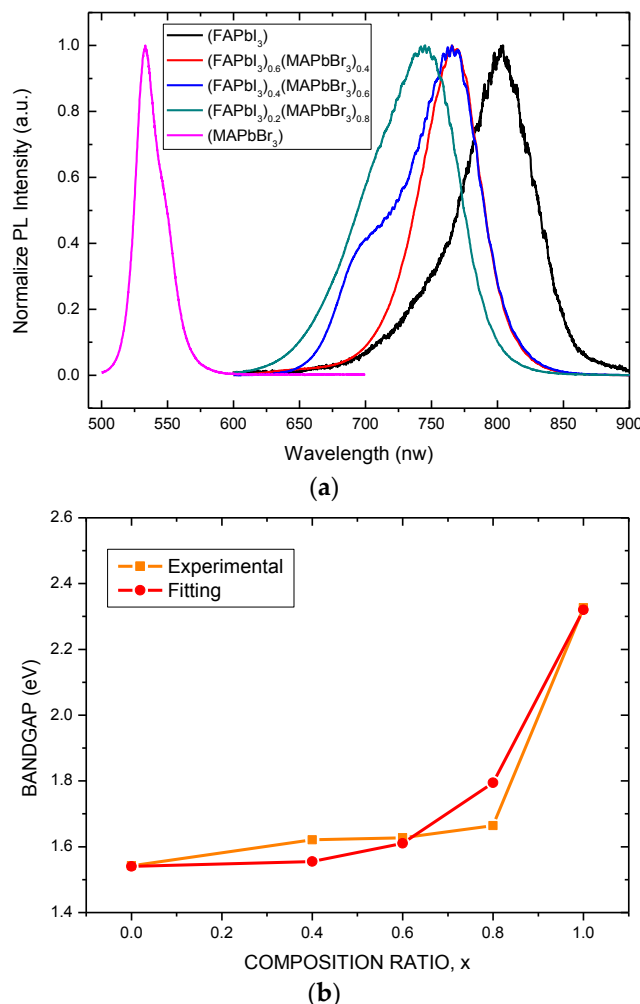 (a)
1.0
0.8
0.6
0.4
0.2
0.0
Normalize PL Intensity (a.u.)
(FAPbI3)
(FAPbI3)0.6(MAPbBr3)0.4
(FAPbI3)0.4(MAPbBr3)0.6
(FAPbI3)0.2(MAPbBr3)0.8
(MAPbBr3)
500 550 600 650 700 750 800 850 900
Wavelength (nw)
(a)
2.6
2.4
2.2
2.0
1.8
1.6
1.4
BANDGAP (eV)
Experimental
Fitting
0.0 0.2 0.4 0.6 0.8 1.0
COMPOSITION RATIO, x
(b)